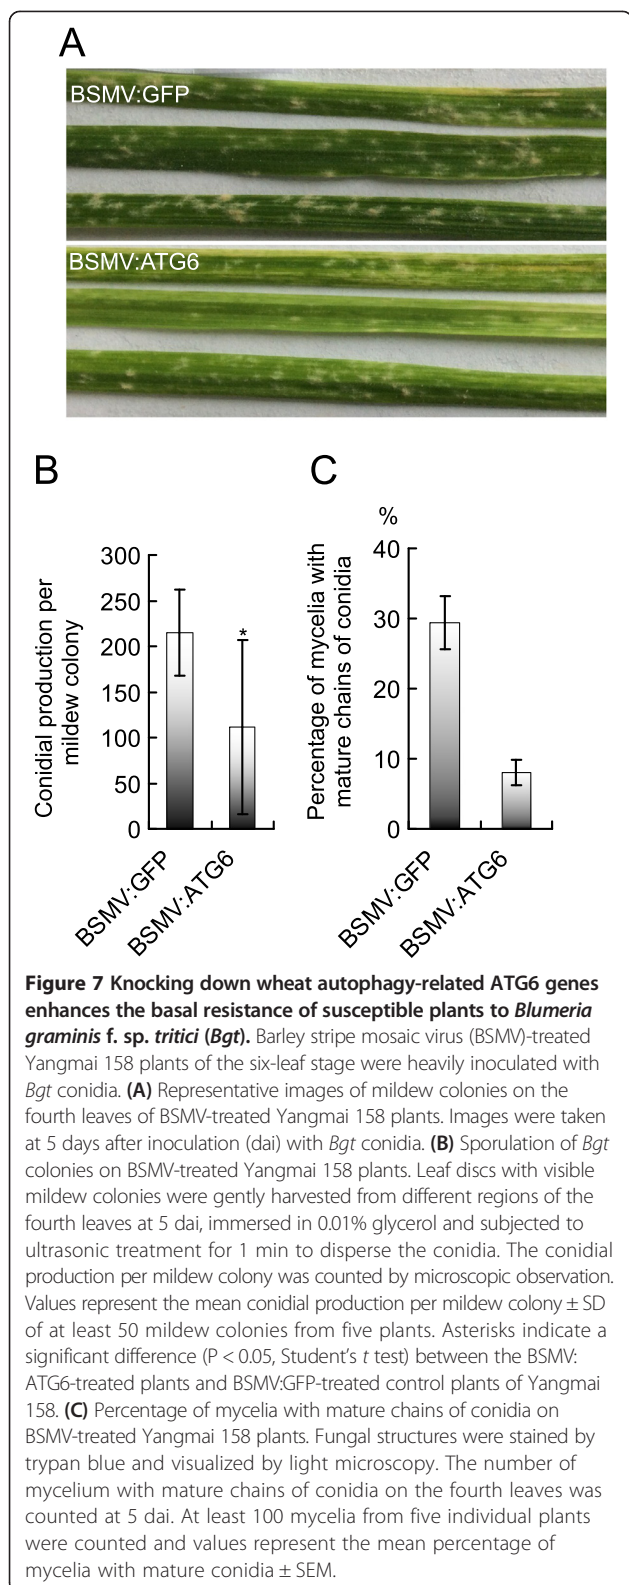 A
BSMV:GFP
BSMV:ATG6
B
C
Conidial production per
mildew colony
300
250
200
150
100
50
0
*
BSMV:GFP
BSMV:ATG6
%
Percentage of mycelia with
mature chains of conidia
40
30
20
10
0
BSMV:GFP
BSMV:ATG6
Figure 7 Knocking down wheat autophagy-related ATG6 genes
enhances the basal resistance of susceptible plants to Blumeria
graminis f. sp. tritici (Bgt). Barley stripe mosaic virus (BSMV)-treated
Yangmai 158 plants of the six-leaf stage were heavily inoculated with
Bgt conidia. (A) Representative images of mildew colonies on the
fourth leaves of BSMV-treated Yangmai 158 plants. Images were taken
at 5 days after inoculation (dai) with Bgt conidia. (B) Sporulation of Bgt
colonies on BSMV-treated Yangmai 158 plants. Leaf discs with visible
mildew colonies were gently harvested from different regions of the
fourth leaves at 5 dai, immersed in 0.01% glycerol and subjected to
ultrasonic treatment for 1 min to disperse the conidia. The conidial
production per mildew colony was counted by microscopic observation.
Values represent the mean conidial production per mildew colony ± SD
of at least 50 mildew colonies from five plants. Asterisks indicate a
significant difference (P < 0.05, Student's t test) between the BSMV:
ATG6-treated plants and BSMV:GFP-treated control plants of Yangmai
158. (C) Percentage of mycelia with mature chains of conidia on
BSMV-treated Yangmai 158 plants. Fungal structures were stained by
trypan blue and visualized by light microscopy. The number of
mycelium with mature chains of conidia on the fourth leaves was
counted at 5 dai. At least 100 mycelia from five individual plants
were counted and values represent the mean percentage of
mycelia with mature conidia ± SEM.